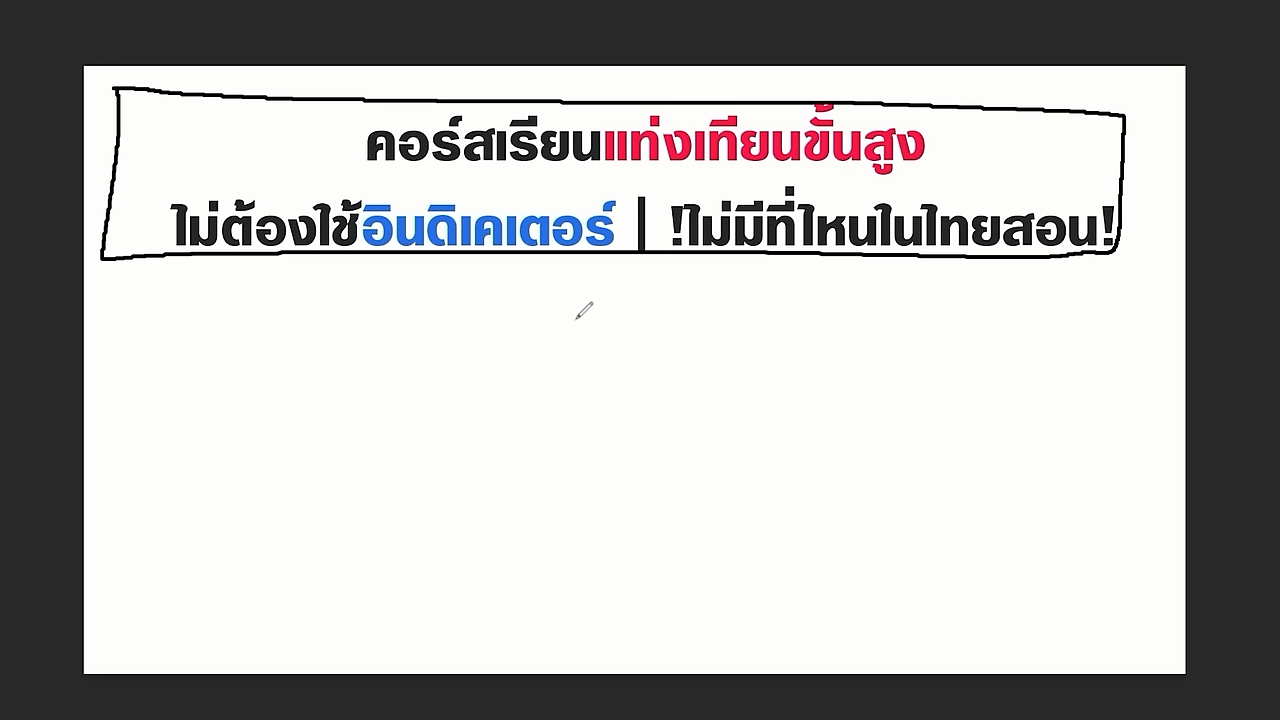 คอร์สเรียนแท่งเทียนขั้นสูง
ไม่ต้องใช้อินดิเคเตอร์ | !ไม่มีที่ไหนในไทยสอน!